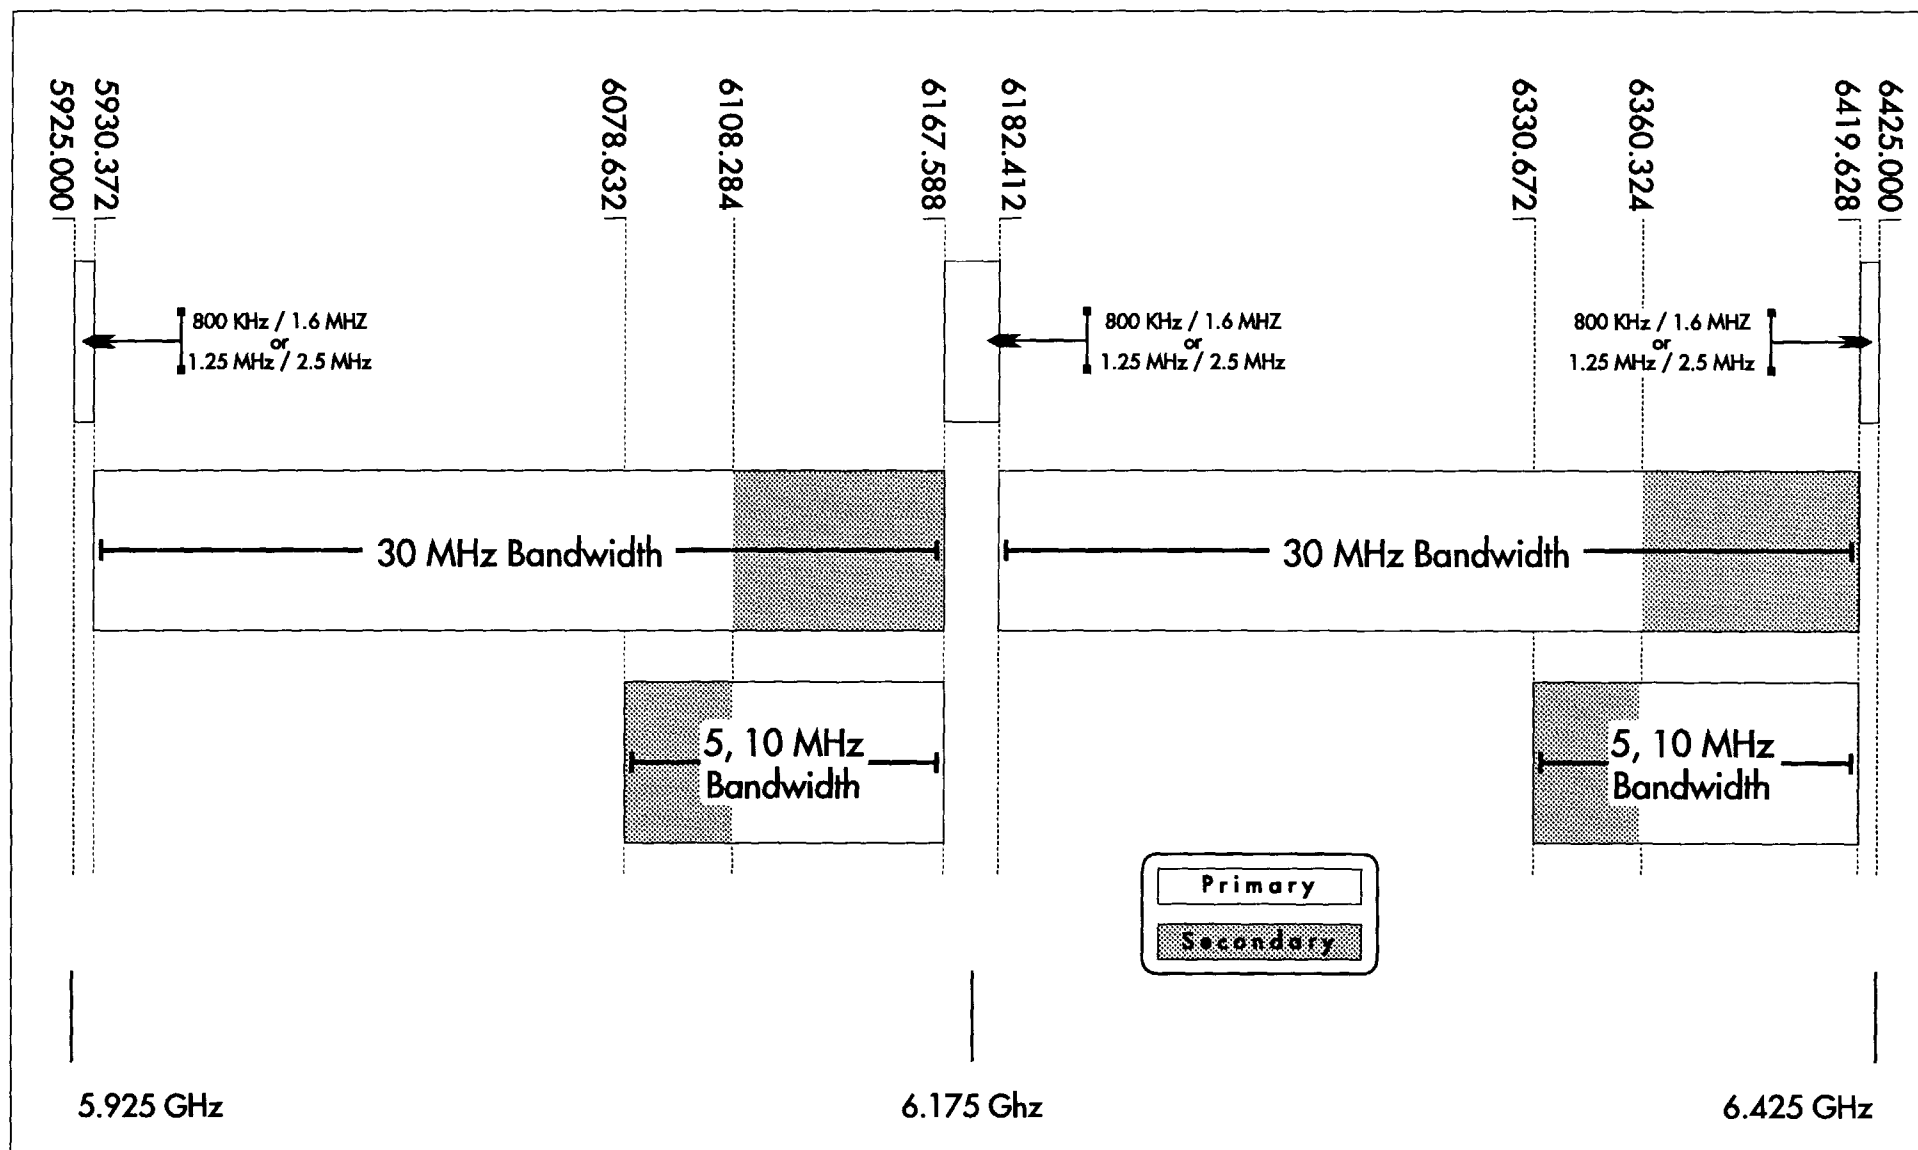 5925.000
5930.372
6078.632
6108.284
6167.588
6182.412
6330.672
6360.324
6419.628
6425.000
800 KHz / 1.6 MHZ
or
1.25 MHz / 2.5 MHz
800 KHz / 1.6 MHZ
or
1.25 MHz / 2.5 MHz
800 KHz / 1.6 MHZ
or
1.25 MHz / 2.5 MHz
30 MHz Bandwidth
30 MHz Bandwidth
5, 10 MHz
Bandwidth
5, 10 MHz
Bandwidth
Primary
Secondary
5.925 GHz
6.175 Ghz
6.425 GHz